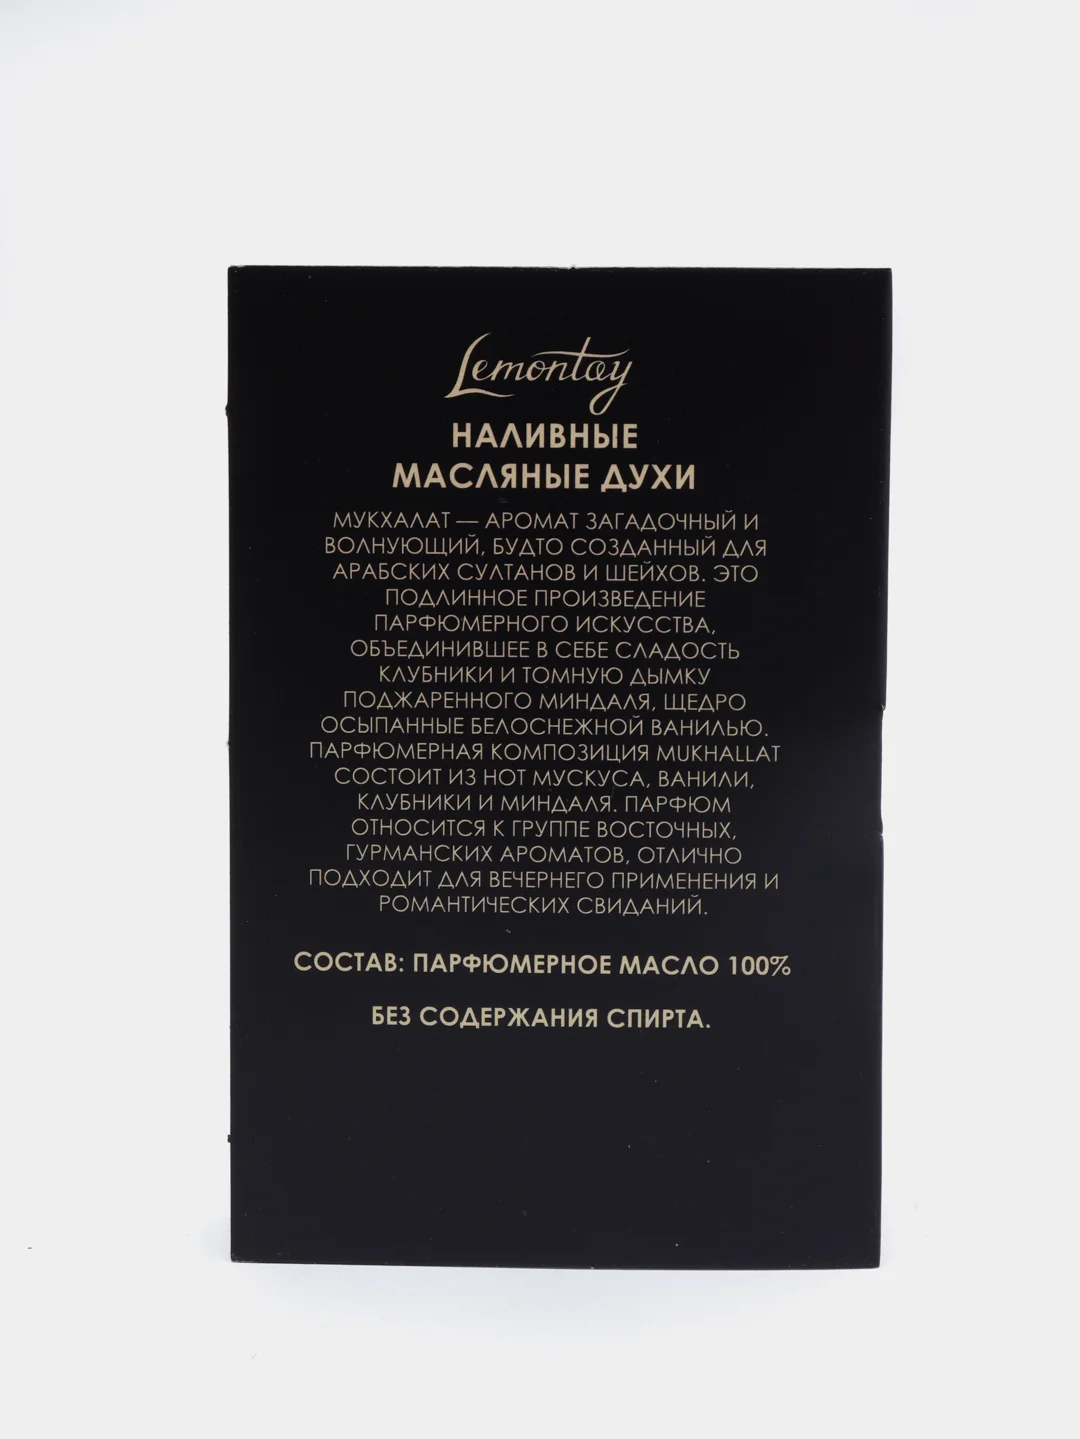 Lemontay
НАЛИВНЫЕ
МАСЛЯНЫЕ ДУХИ
МУКХАЛАТ — АРОМАТ ЗАГАДОЧНЫЙ И
ВОЛНУЮЩИЙ, БУДТО СОЗДАННЫЙ ДЛЯ
АРАБСКИХ СУЛТАНОВ И ШЕЙХОВ. ЭТО
ПОДЛИННОЕ ПРОИЗВЕДЕНИЕ
ПАРФЮМЕРНОГО ИСКУССТВА,
ОБЪЕДИНИВШЕЕ В СЕБЕ СЛАДОСТЬ
КЛУБНИКИ И ТОМНУЮ ДЫМКУ
ПОДЖАРЕННОГО МИНДАЛЯ, ЩЕДРО
ОСЫПАННЫЕ БЕЛОСНЕЖНОЙ ВАНИЛЬЮ.
ПАРФЮМЕРНАЯ КОМПОЗИЦИЯ MUKHALLAT
СОСТОИТ ИЗ НОТ МУСКУСА, ВАНИЛИ,
КЛУБНИКИ И МИНДАЛЯ. ПАРФЮМ
ОТНОСИТСЯ К ГРУППЕ ВОСТОЧНЫХ,
ГУРМАНСКИХ АРОМАТОВ, ОТЛИЧНО
ПОДХОДИТ ДЛЯ ВЕЧЕРНЕГО ПРИМЕНЕНИЯ И
РОМАНТИЧЕСКИХ СВИДАНИЙ.
СОСТАВ: ПАРФЮМЕРНОЕ МАСЛО 100%
БЕЗ СОДЕРЖАНИЯ СПИРТА.